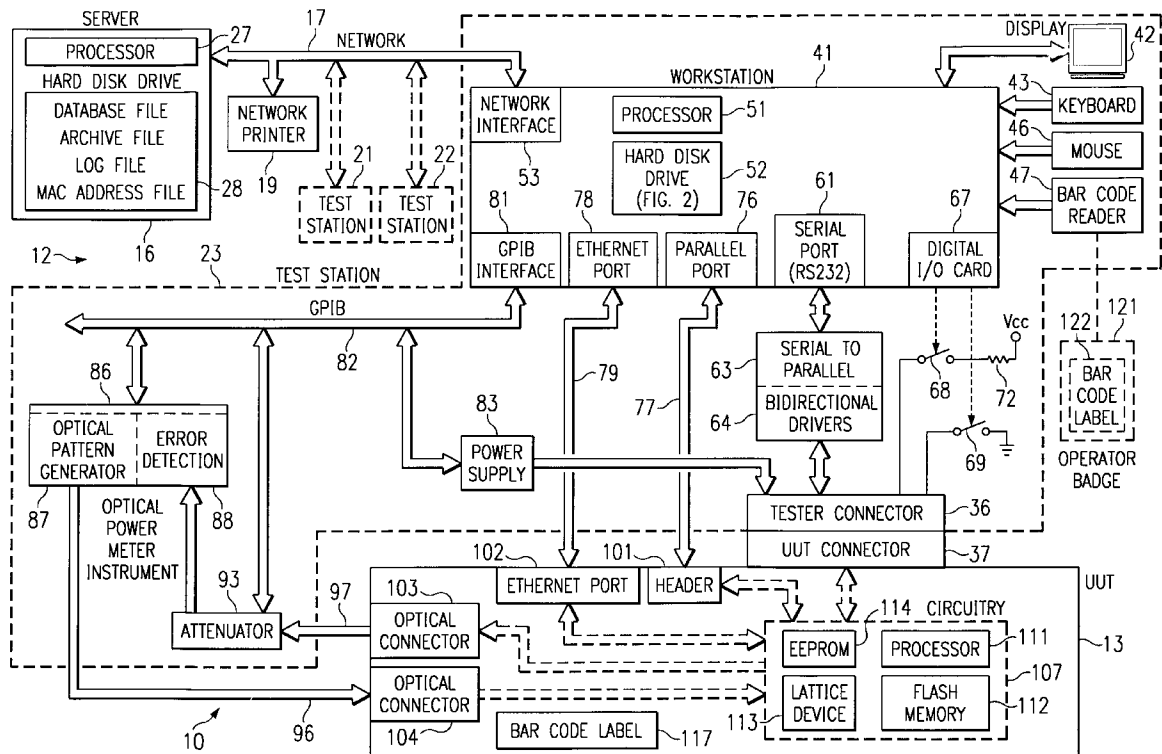 SERVER
27
17
NETWORK
PROCESSOR
HARD DISK DRIVE
DATABASE FILE
ARCHIVE FILE
LOG FILE
MAC ADDRESS FILE
28
16
12
NETWORK
PRINTER
19
21
TEST
STATION
22
TEST
STATION
23
TEST STATION
DISPLAY
42
WORKSTATION
41
NETWORK
INTERFACE
53
PROCESSOR
51
HARD DISK
DRIVE
(FIG. 2)
52
43
KEYBOARD
46
MOUSE
47
BAR CODE
READER
81
GPIB
INTERFACE
78
ETHERNET
PORT
76
PARALLEL
PORT
61
SERIAL
PORT
(RS232)
67
DIGITAL
I/O CARD
GPIB
82
86
OPTICAL
PATTERN
GENERATOR
ERROR
DETECTION
87
88
OPTICAL
POWER
METER
INSTRUMENT
79
77
83
POWER
SUPPLY
63
SERIAL TO
PARALLEL
64
BIDIRECTIONAL
DRIVERS
Vcc
68
72
69
122
121
BAR
CODE
LABEL
OPERATOR
BADGE
TESTER CONNECTOR
36
UUT CONNECTOR
37
93
ATTENUATOR
97
96
10
102
ETHERNET PORT
101
HEADER
UUT
13
103
OPTICAL
CONNECTOR
OPTICAL
CONNECTOR
104
BAR CODE LABEL
117
CIRCUITRY
114
EEPROM
PROCESSOR
111
107
LATTICE
DEVICE
113
FLASH
MEMORY
112